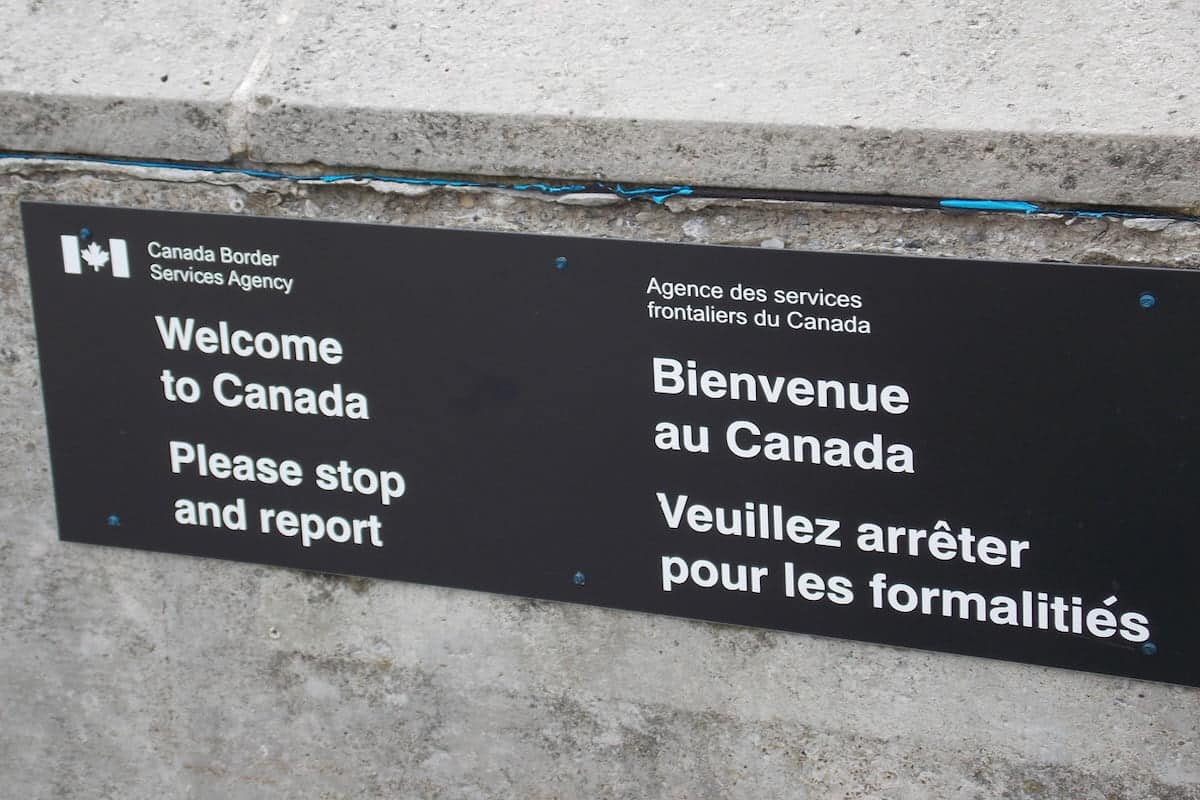 Canada Border
Services Agency
Welcome
to Canada
Please stop
and report
Agence des services
frontaliers du Canada
Bienvenue
au Canada
Veuillez arrêter
pour les formalitiés